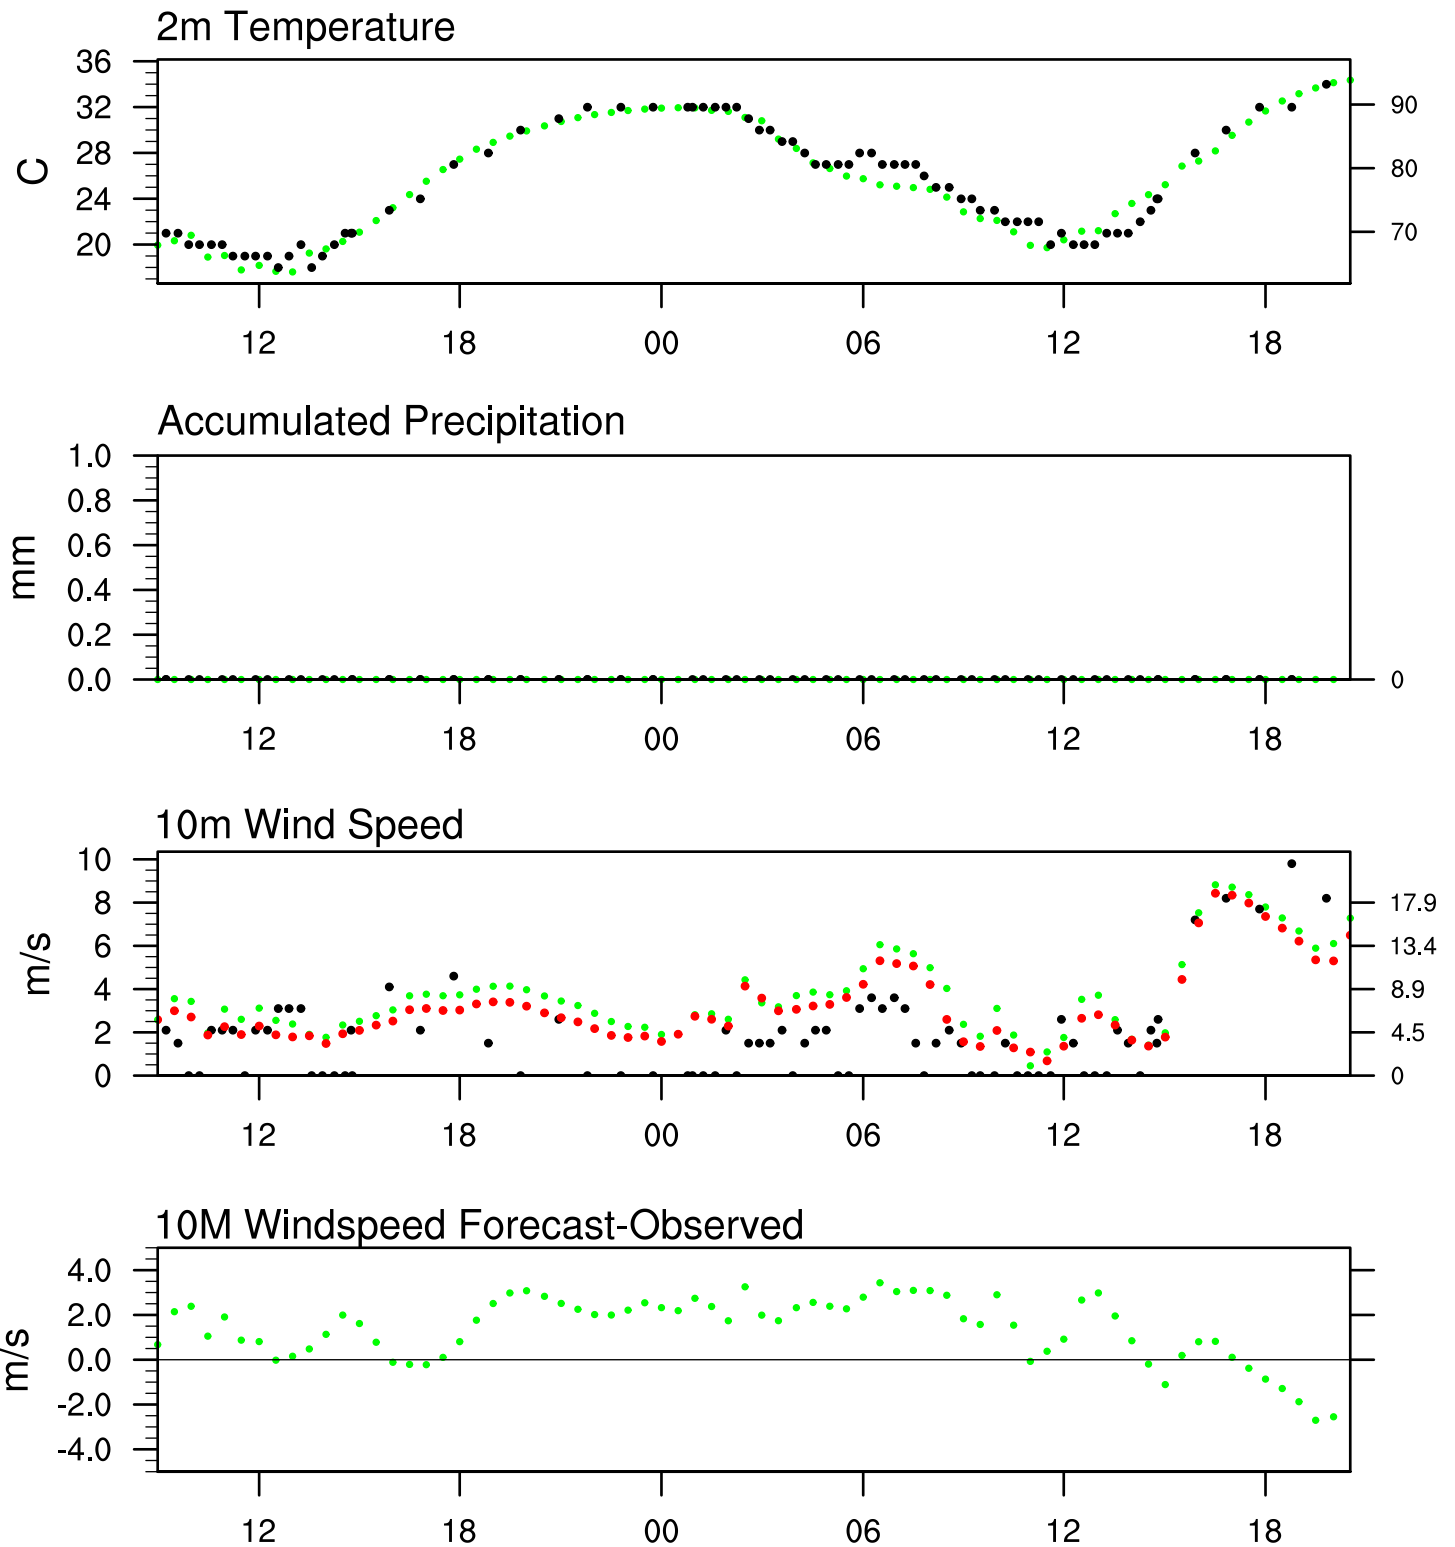 2m Temperature
36
32
28
24
20
C
90
80
70
12 18 00 06 12 18
Accumulated Precipitation
1.0
0.8
0.6
0.4
0.2
0.0
mm
0
12 18 00 06 12 18
10m Wind Speed
10
8
6
4
2
0
m/s
17.9
13.4
8.9
4.5
0
12 18 00 06 12 18
10M Windspeed Forecast-Observed
4.0
2.0
0.0
-2.0
-4.0
m/s
12 18 00 06 12 18